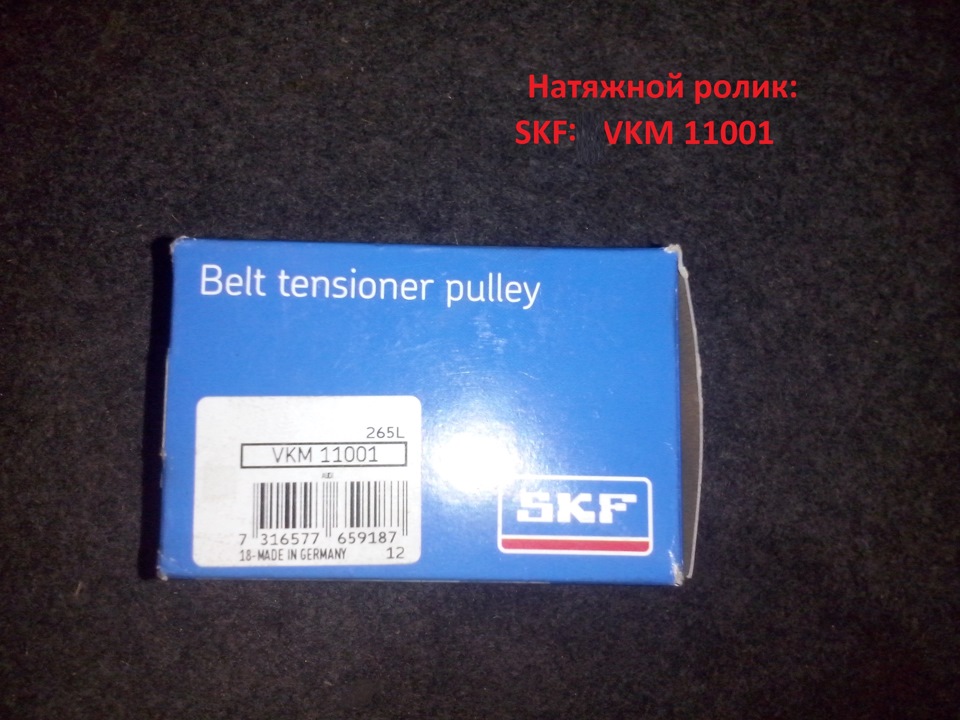 Натяжной ролик:
SKF: VKM 11001
Belt tensioner pulley
265L
VKM 11001
7 316577 659187
18-MADE IN GERMANY 12
SKF